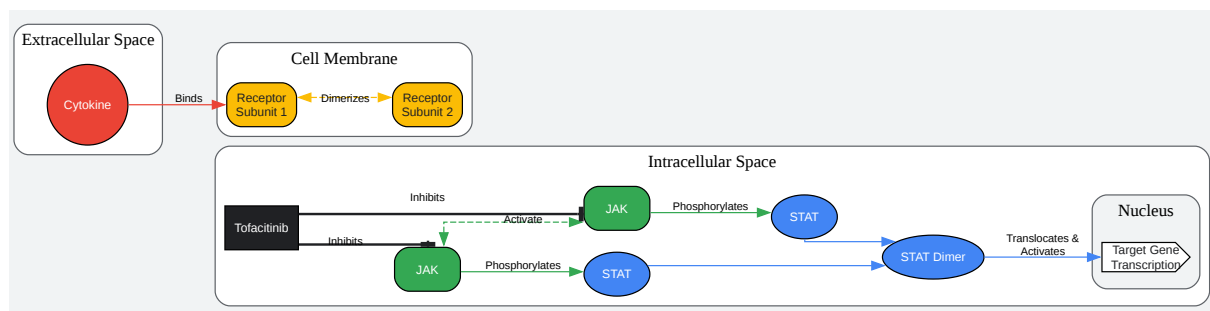 Extracellular Space
Cytokine
Binds
Cell Membrane
Receptor
Subunit 1
Dimerizes
Receptor
Subunit 2
Intracellular Space
Tofacitinib
Inhibits
Inhibits
JAK
Activate
JAK
Phosphorylates
Phosphorylates
STAT
STAT
STAT Dimer
Translocates &
Activates
Nucleus
Target Gene
Transcription